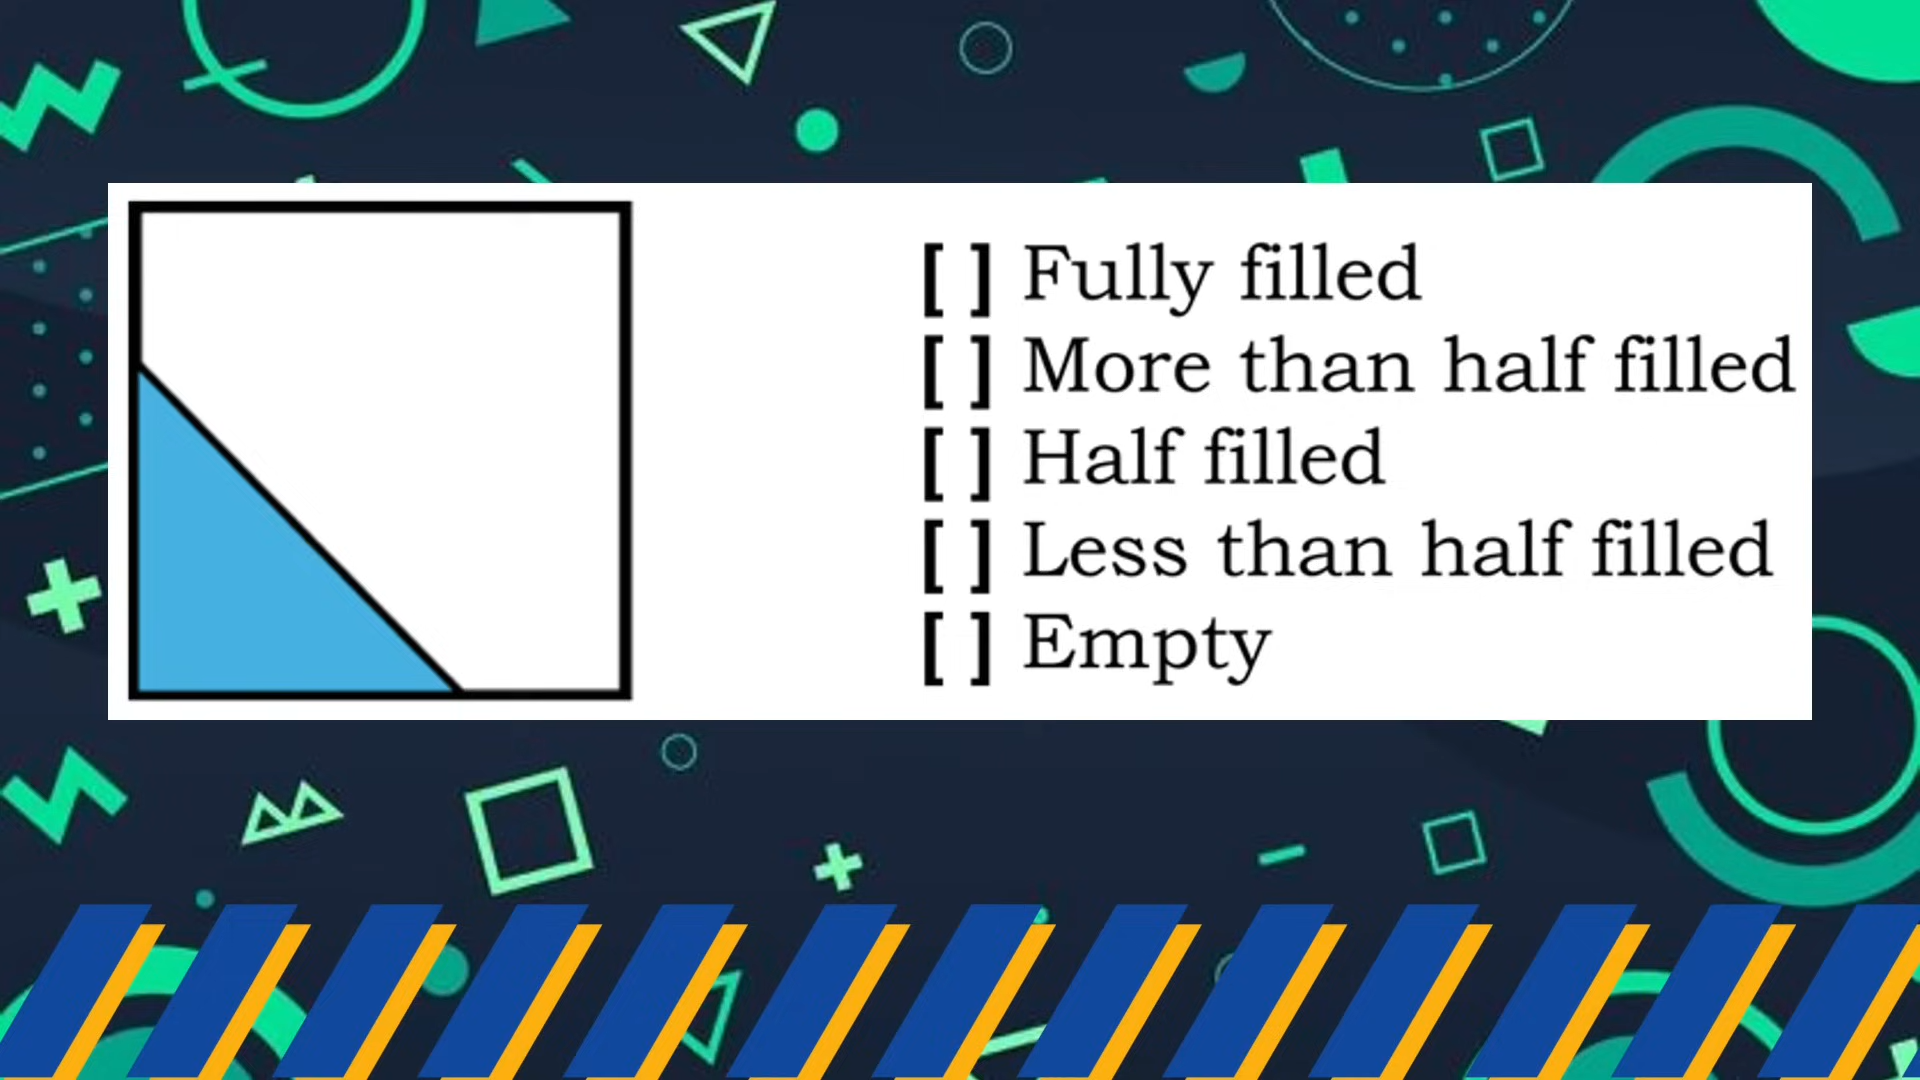 [ ] Fully filled
[ ] More than half filled
[ ] Half filled
[ ] Less than half filled
[ ] Empty